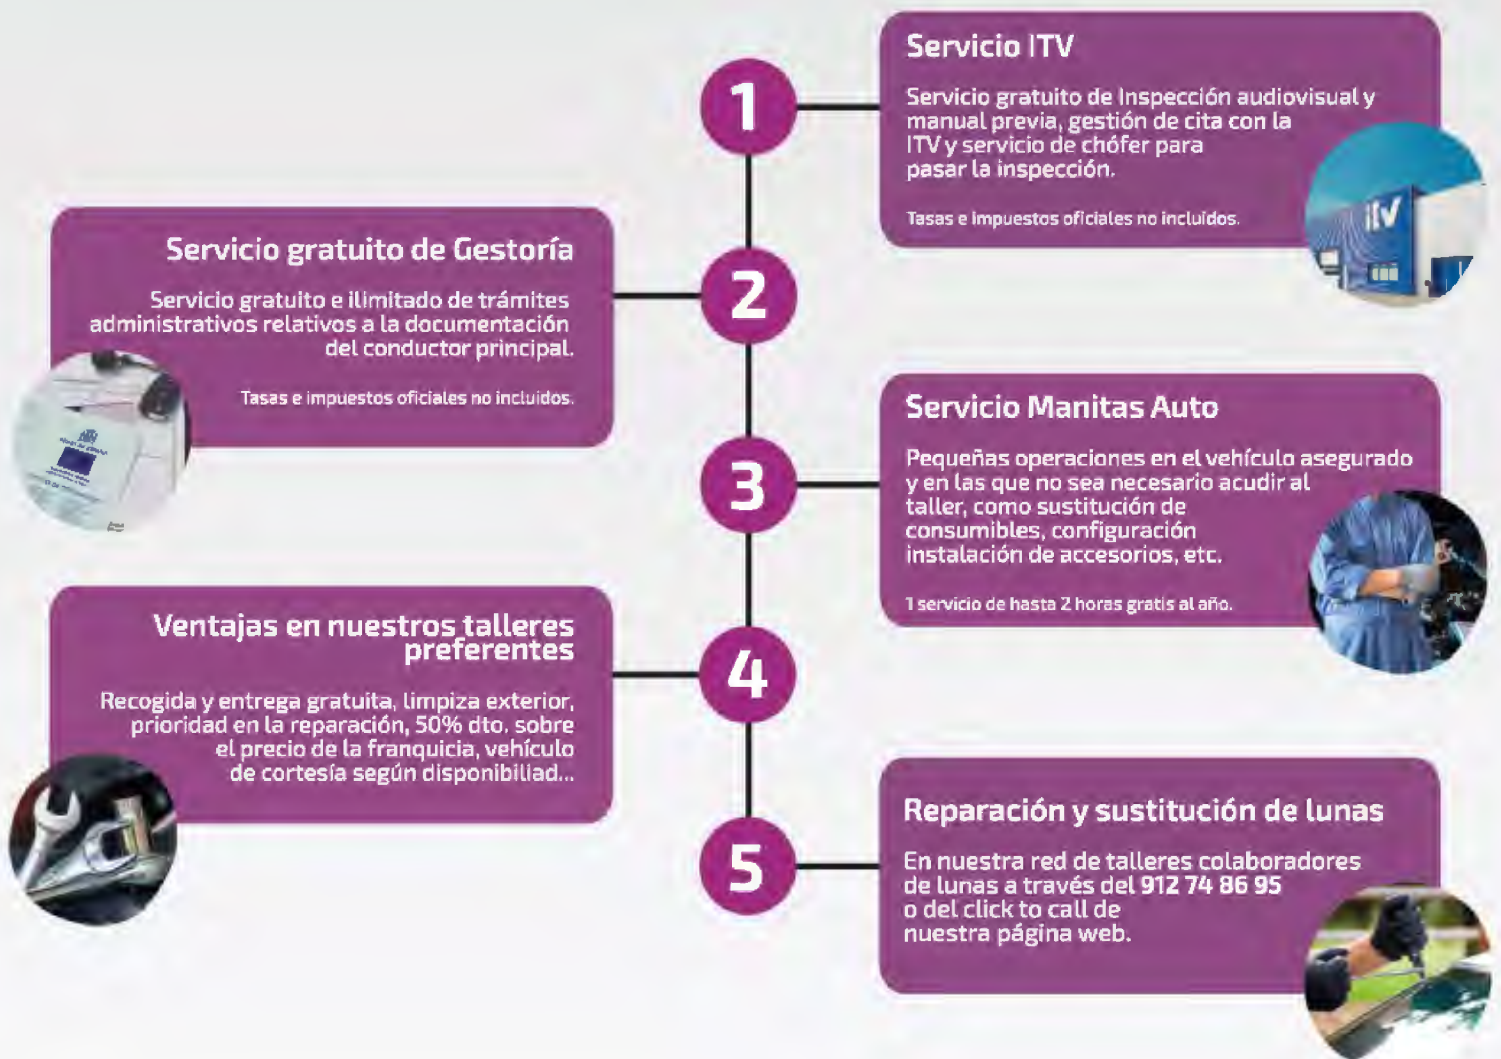 1
Servicio ITV
Servicio gratuito de Inspección audiovisual y
manual previa, gestión de cita con la
ITV y servicio de chófer para
pasar la inspección.
Tasas e impuestos oficiales no incluidos.
itv
2
Servicio gratuito de Gestoría
Servicio gratuito e ilimitado de trámites
administrativos relativos a la documentación
del conductor principal.
Tasas e impuestos oficiales no incluidos.
3
Servicio Manitas Auto
Pequeñas operaciones en el vehículo asegurado
y en las que no sea necesario acudir al
taller, como sustitución de
consumibles, configuración
instalación de accesorios, etc.
1 servicio de hasta 2 horas gratis al año.
4
Ventajas en nuestros talleres
preferentes
Recogida y entrega gratuita, limpiza exterior,
prioridad en la reparación, 50% dto. sobre
el precio de la franquicia, vehículo
de cortesía según disponibiliad...
5
Reparación y sustitución de lunas
En nuestra red de talleres colaboradores
de lunas a través del 912 74 86 95
o del click to call de
nuestra página web.